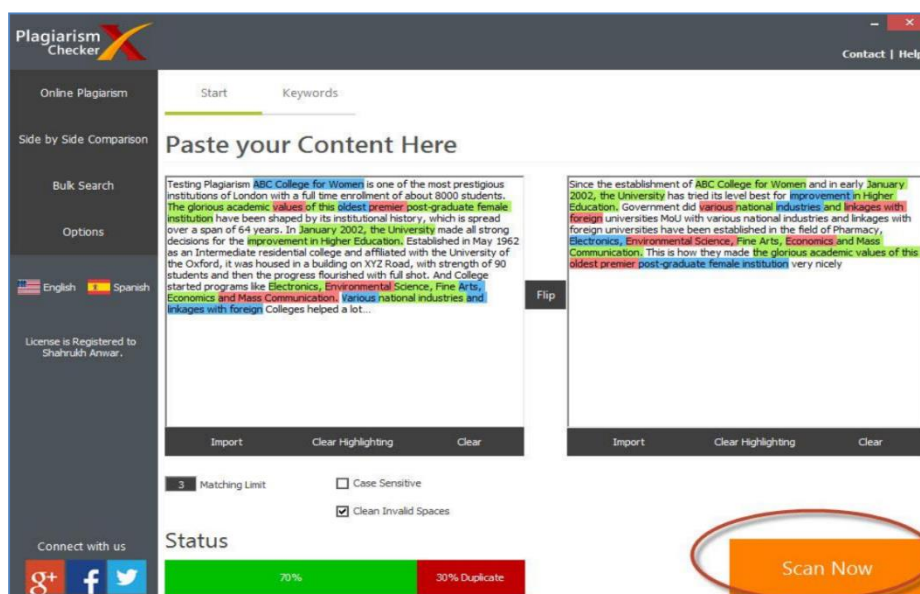 Plagiarism
Checker
Contact | Help
Online Plagiarism
Side by Side Comparison
Bulk Search
Options
English Spanish
License is Registered to
Shahrukh Anwar.
Connect with us
g+ f
Start Keywords
Paste your Content Here
Testing Plagiarism ABC College for Women is one of the most prestigious
institutions of London with a full time enrollment of about 8000 students.
The glorious academic values of this oldest premier post-graduate female
institution have been shaped by its institutional history, which is spread
over a span of 64 years. In January 2002, the University made all strong
decisions for the improvement in Higher Education. Established in May 1962
as an Intermediate residential college and affiliated with the University of
the Oxford, it was housed in a building on XYZ Road, with strength of 90
students and then the progress flourished with full shot. And College
started programs like Electronics, Environmental Science, Fine Arts,
Economics and Mass Communication. Various national industries and
linkages with foreign Colleges helped a lot...
Import Clear Highlighting Clear
Flip
Since the establishment of ABC College for Women and in early January
2002, the University has tried its level best for improvement in Higher
Education. Government did various national industries and linkages with
foreign universities MoU with various national industries and linkages with
foreign universities have been established in the field of Pharmacy,
Electronics, Environmental Science, Fine Arts, Economics and Mass
Communication. This is how they made the glorious academic values of this
oldest premier post-graduate female institution very nicely
Import Clear Highlighting Clear
3 Matching Limit
Case Sensitive
Clean Invalid Spaces
Status
70% 30% Duplicate
Scan Now